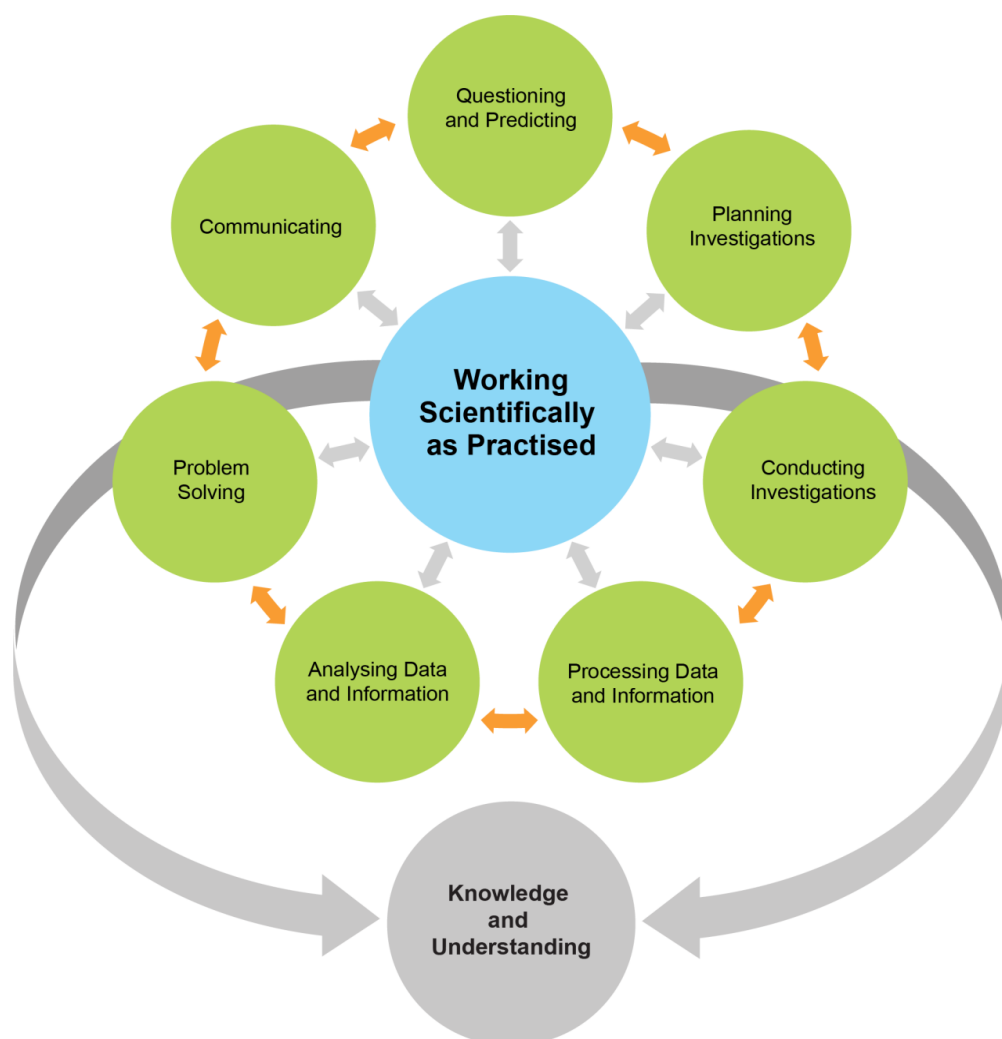 Questioning
and Predicting
Planning
Investigations
Conducting
Investigations
Processing Data
and Information
Analysing Data
and Information
Problem
Solving
Communicating
Working
Scientifically
as Practised
Knowledge
and
Understanding